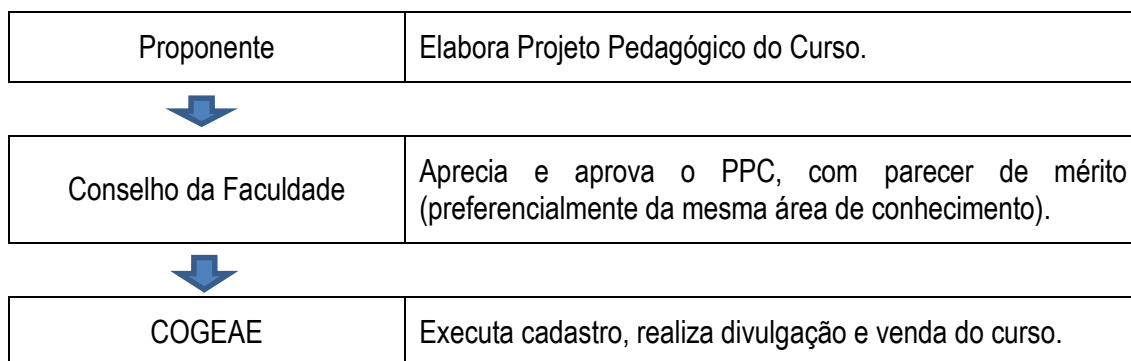 Proponente
Elabora Projeto Pedagógico do Curso.
Conselho da Faculdade
Aprecia e aprova o PPC, com parecer de mérito
(preferencialmente da mesma área de conhecimento).
COGEAE
Executa cadastro, realiza divulgação e venda do curso.